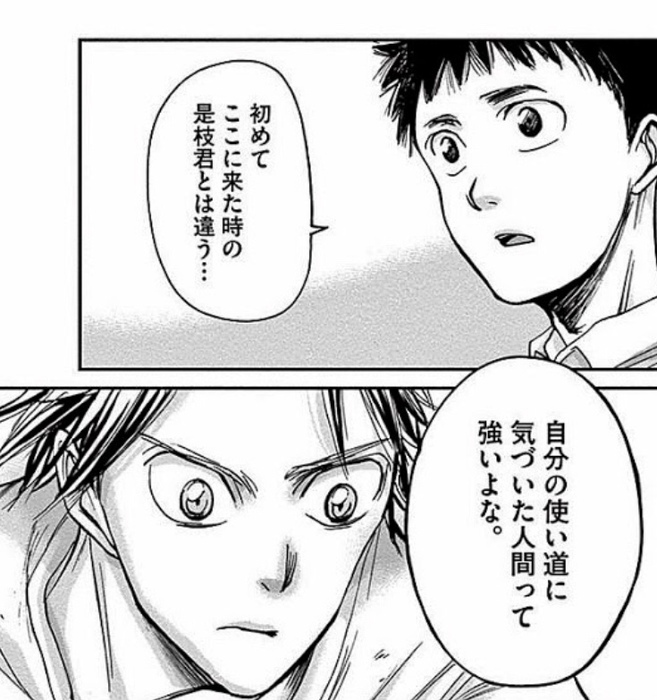 初めて
ここに来た時の
是枝君とは違う…
自分の使い道に
気づいた人間って
強いよな。